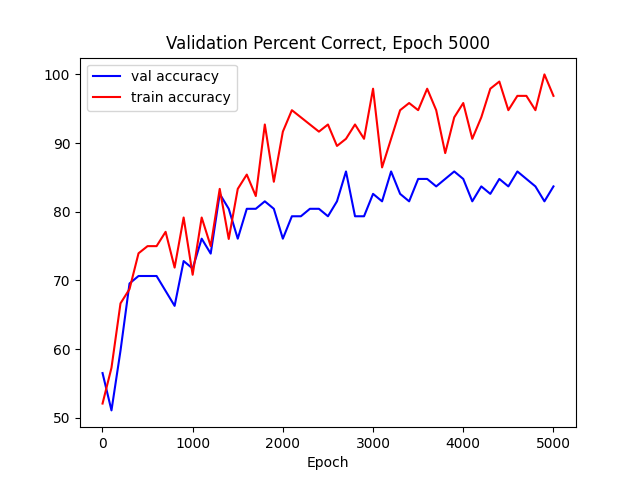 Validation Percent Correct, Epoch 5000
val accuracy
train accuracy
100
90
80
70
60
50
0 1000 2000 3000 4000 5000
Epoch